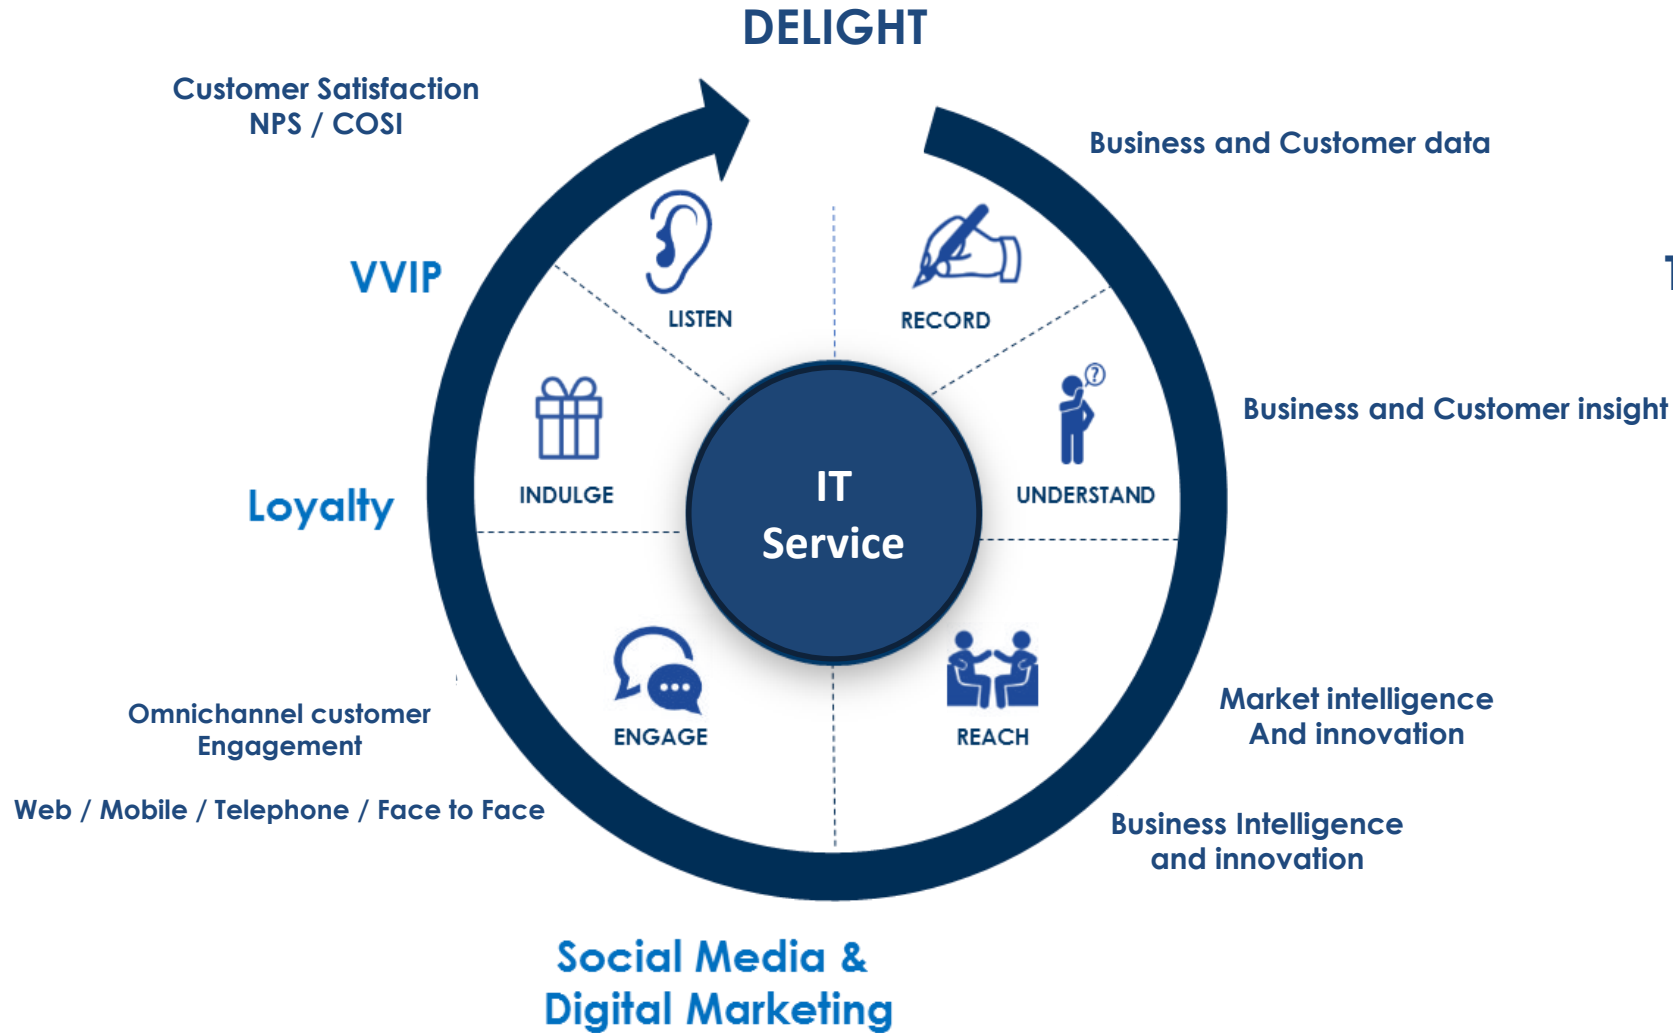 DELIGHT
Customer Satisfaction
NPS / COSI
Business and Customer data
VVIP
T
LISTEN
RECORD
?
Business and Customer insight
INDULGE
UNDERSTAND
IT
Service
Loyalty
ENGAGE
REACH
Market intelligence
And innovation
Omnichannel customer
Engagement
Web / Mobile / Telephone / Face to Face
Business Intelligence
and innovation
Social Media &
Digital Marketing